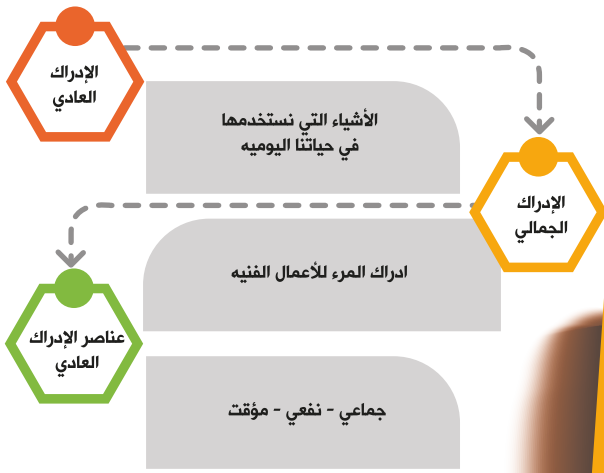 الإدراك
العادي
الأشياء التي نستخدمها
في حياتنا اليوميه
الإدراك
الجمالي
ادراك المرء للأعمال الفنيه
عناصر الإدراك
العادي
جماعي - نفعي - مؤقت